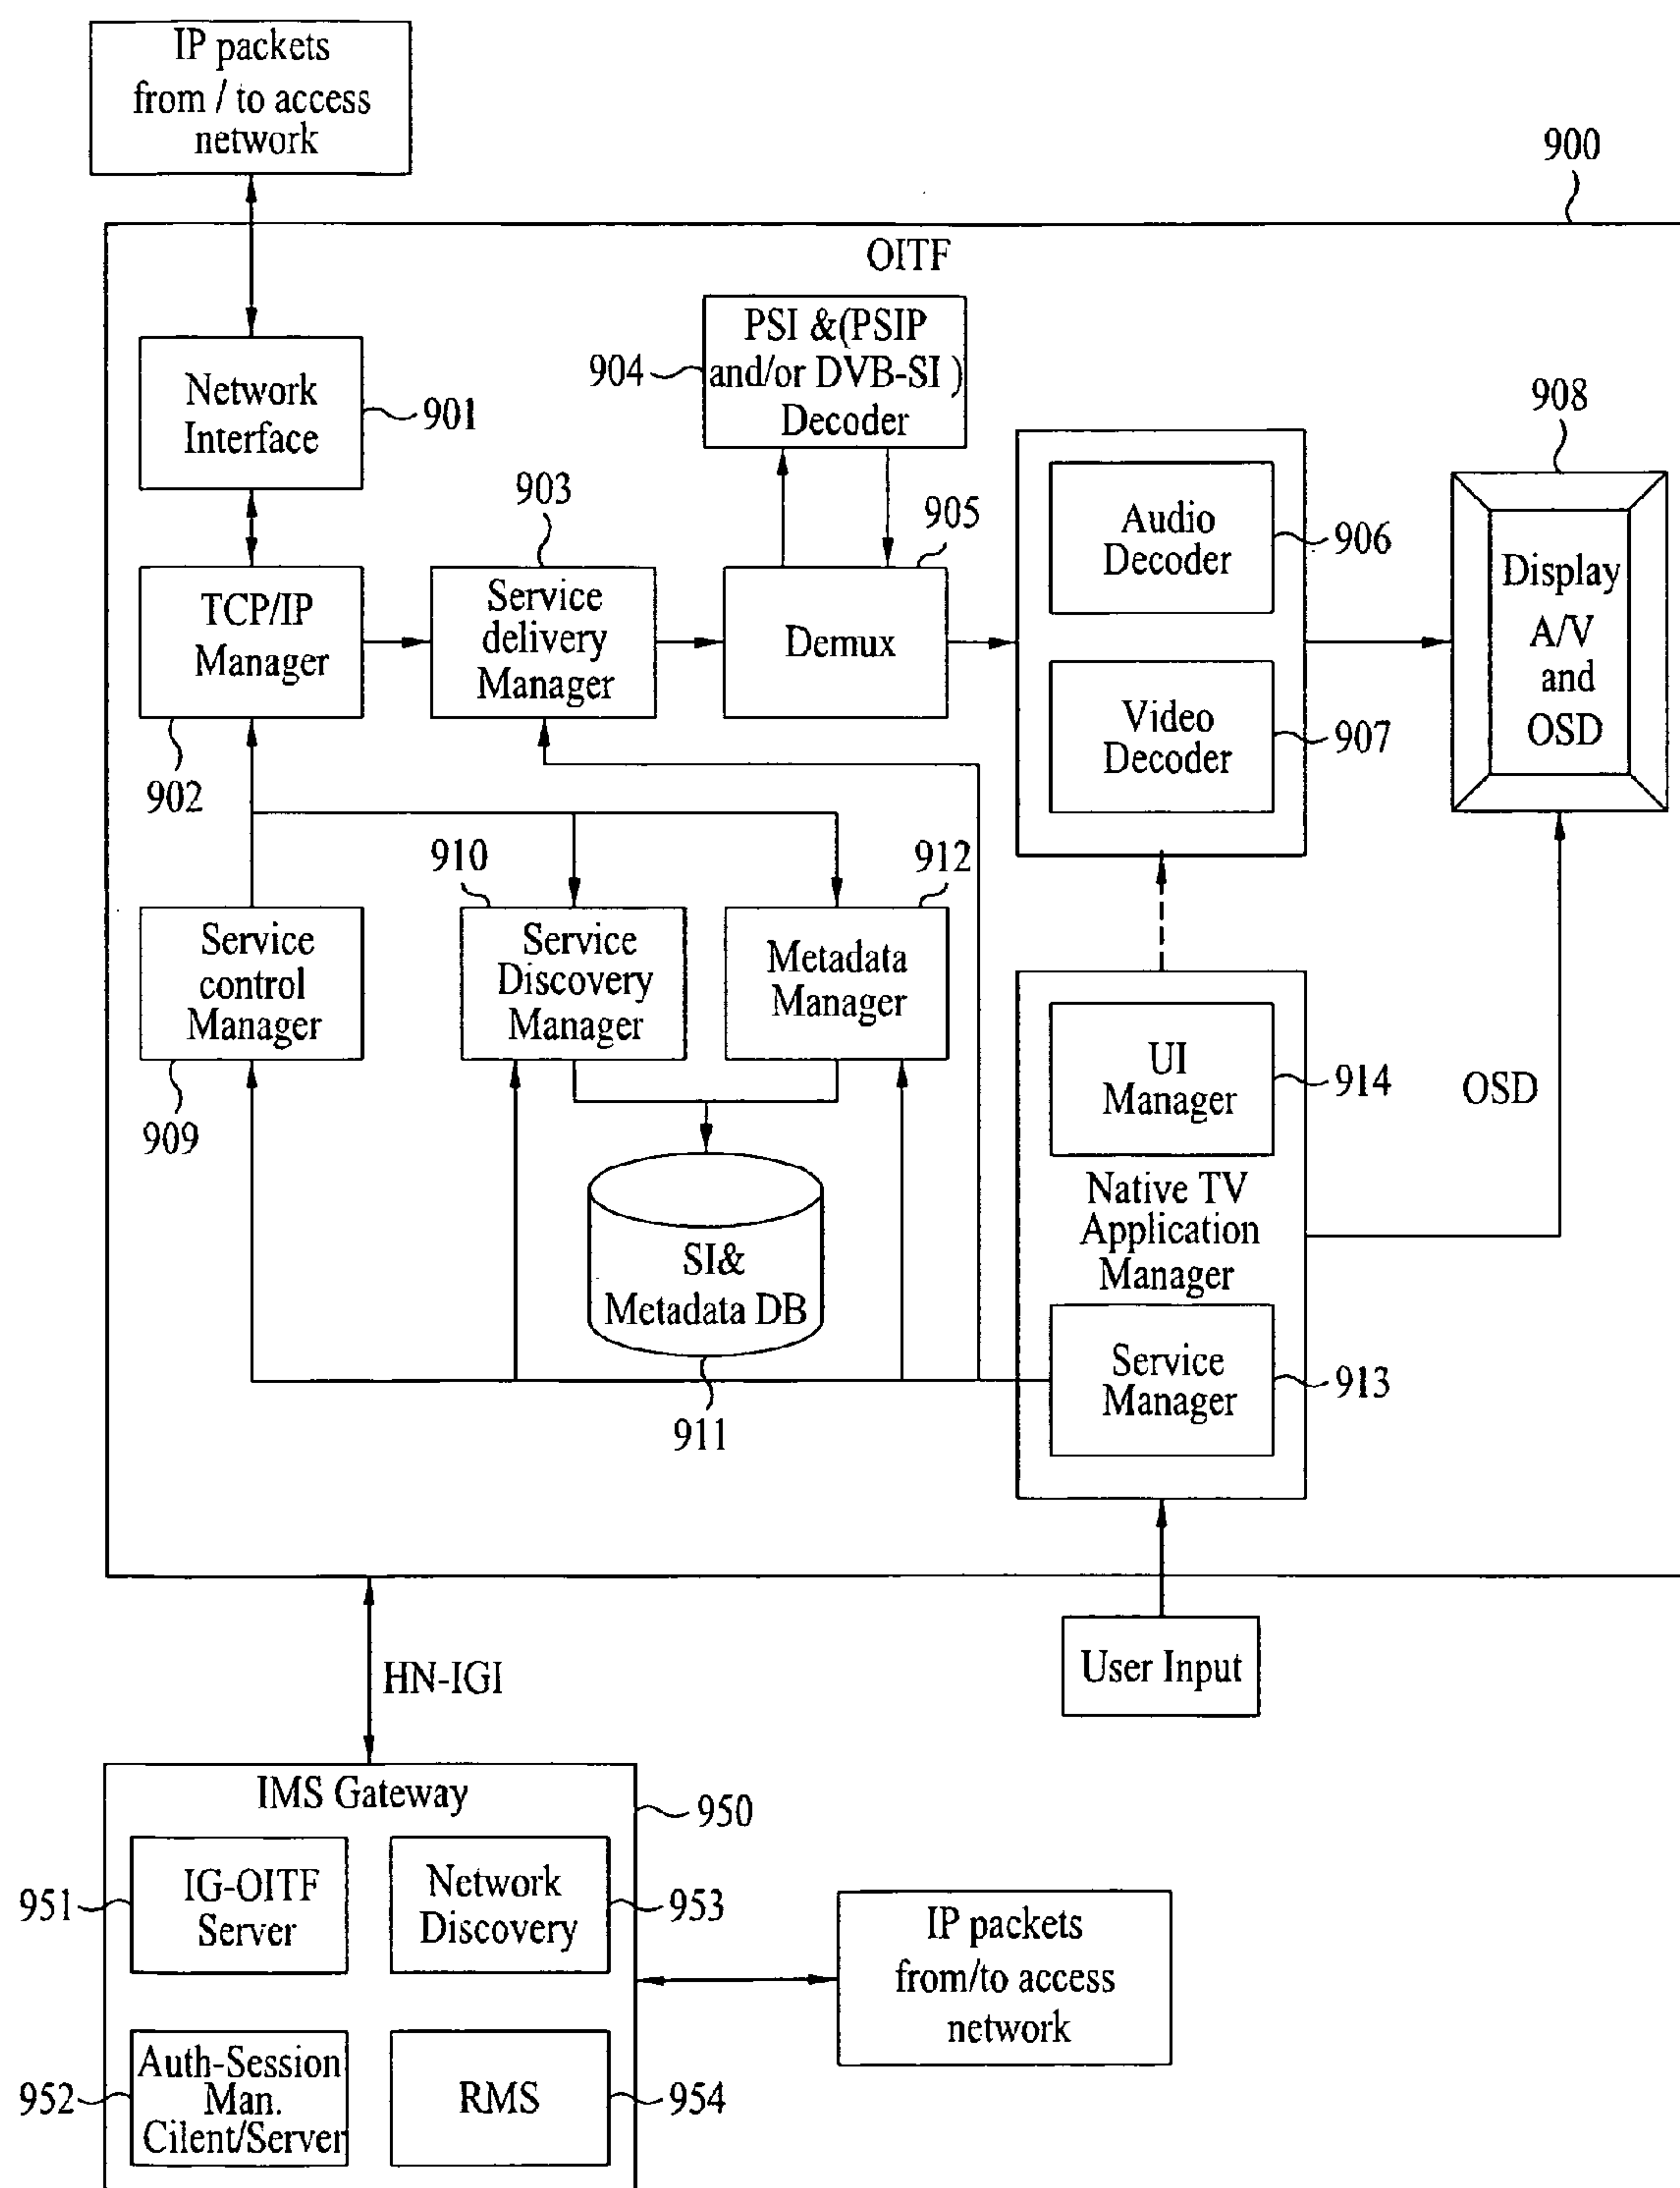 IP packets
from / to access
network
900
OITF
PSI &(PSIP
and/or DVB-SI )
Decoder
904
Network
Interface
901
908
903
905
Audio
Decoder
906
Display
A/V
and
OSD
TCP/IP
Manager
Service
delivery
Manager
Demux
Video
Decoder
907
902
910
912
Service
control
Manager
Service
Discovery
Manager
Metadata
Manager
UI
Manager
914
OSD
909
Native TV
Application
Manager
SI&
Metadata DB
Service
Manager
913
911
HN-IGI
User Input
IMS Gateway
950
951
IG-OITF
Server
Network
Discovery
953
IP packets
from/to access
network
952
Auth-Session
Man.
Cilent/Server
RMS
954